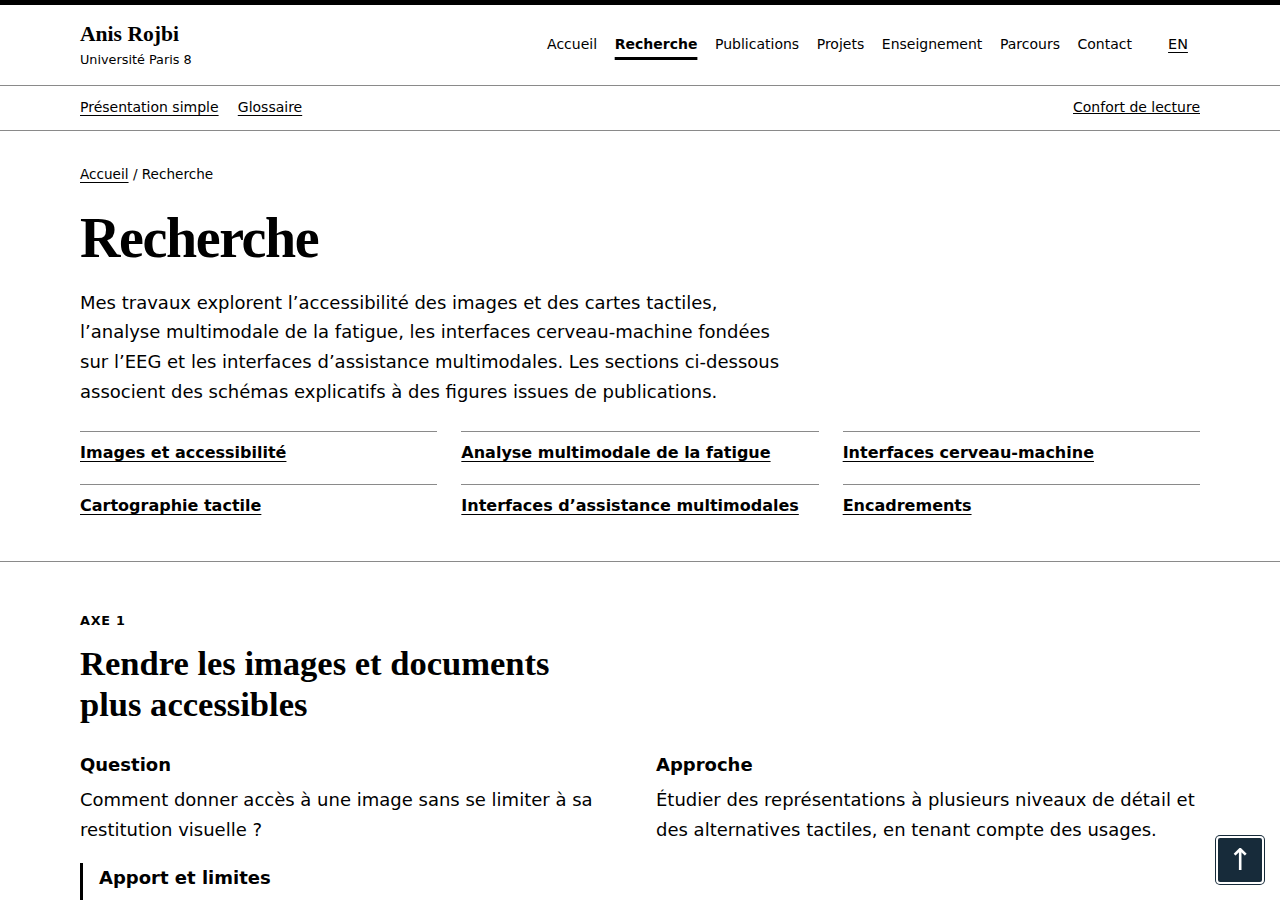 Anis Rojbi
Université Paris 8
Accueil Recherche Publications Projets Enseignement Parcours Contact EN
Présentation simple Glossaire Confort de lecture
Accueil / Recherche
Recherche
Mes travaux explorent l’accessibilité des images et des cartes tactiles,
l’analyse multimodale de la fatigue, les interfaces cerveau-machine fondées
sur l’EEG et les interfaces d’assistance multimodales. Les sections ci-dessous
associent des schémas explicatifs à des figures issues de publications.
Images et accessibilité Analyse multimodale de la fatigue Interfaces cerveau-machine
Cartographie tactile Interfaces d’assistance multimodales Encadrements
AXE 1
Rendre les images et documents
plus accessibles
Question
Comment donner accès à une image sans se limiter à sa
restitution visuelle ?
Approche
Étudier des représentations à plusieurs niveaux de détail et
des alternatives tactiles, en tenant compte des usages.
Apport et limites
↑